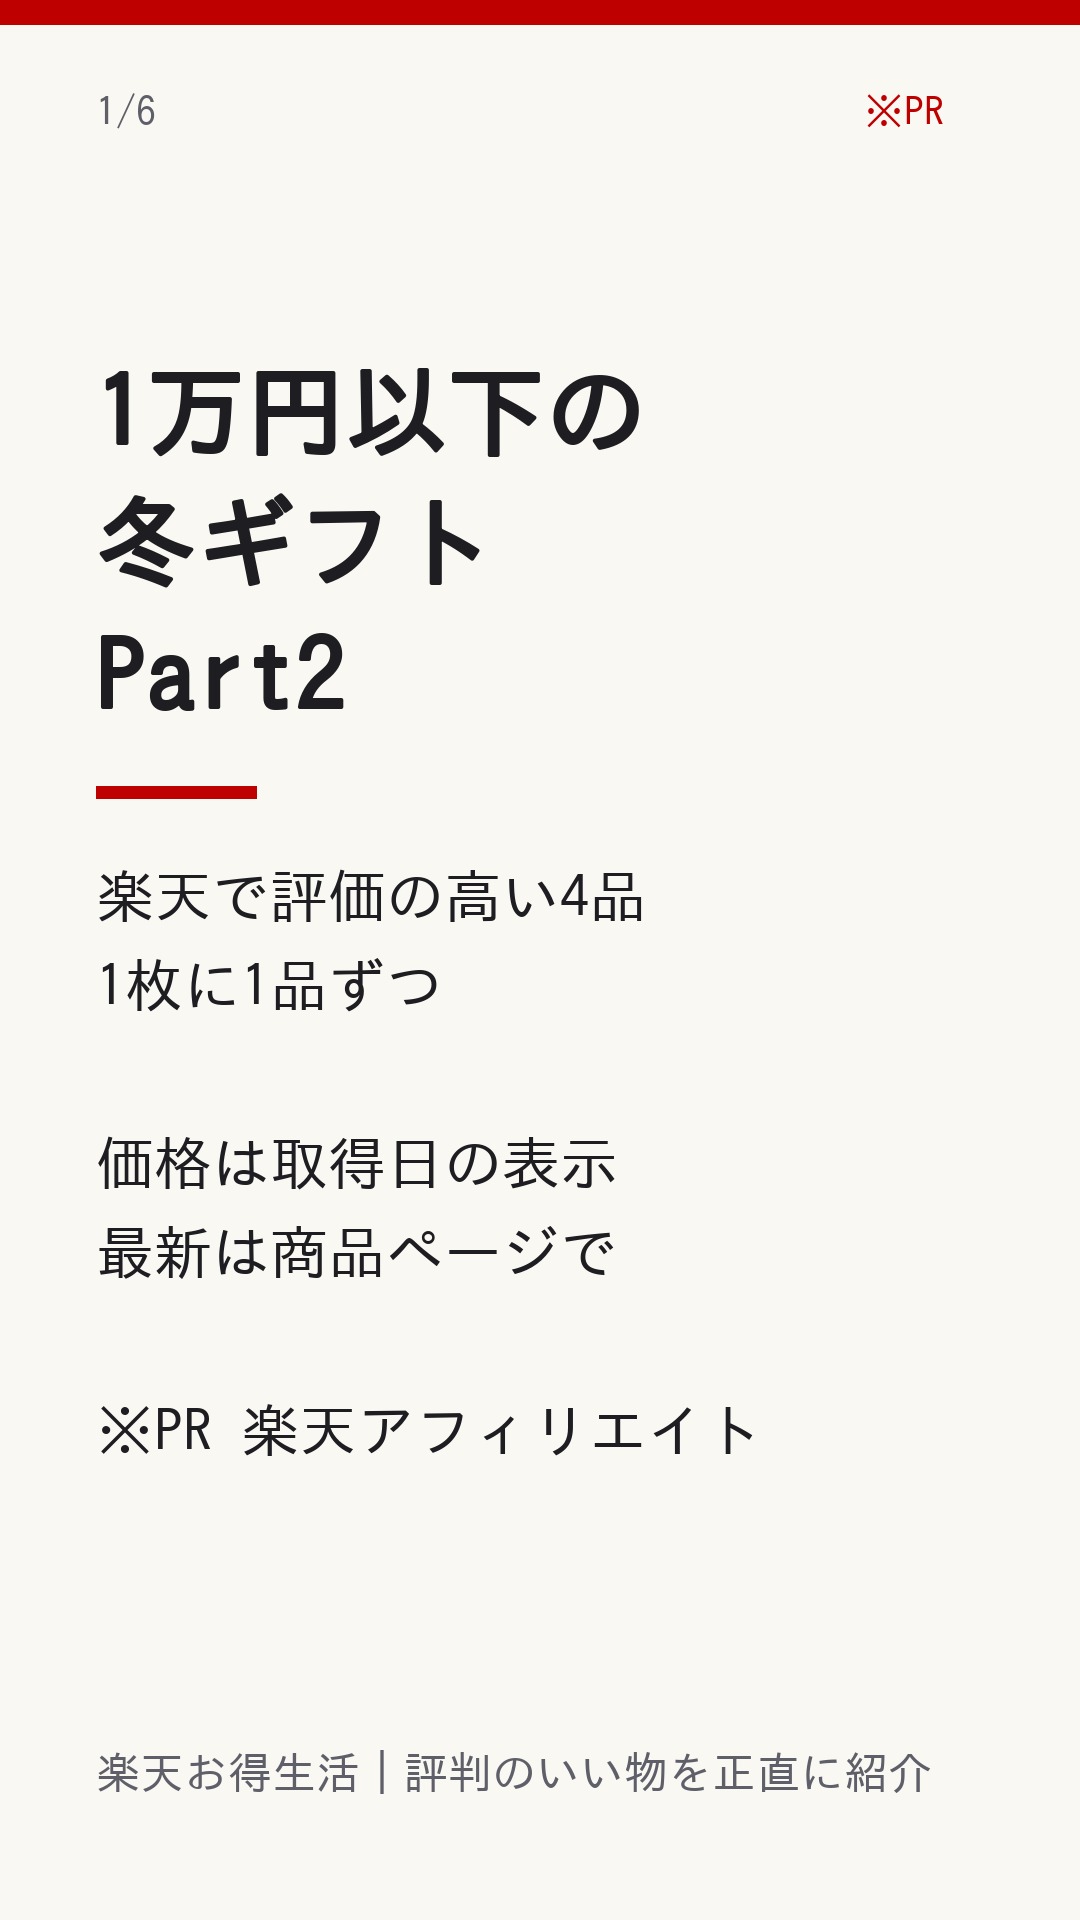 1/6
※PR
1万円以下の
冬ギフト
Part2
楽天で評価の高い4品
1枚に1品ずつ
価格は取得日の表示
最新は商品ページで
※PR 楽天アフィリエイト
楽天お得生活｜評判のいい物を正直に紹介